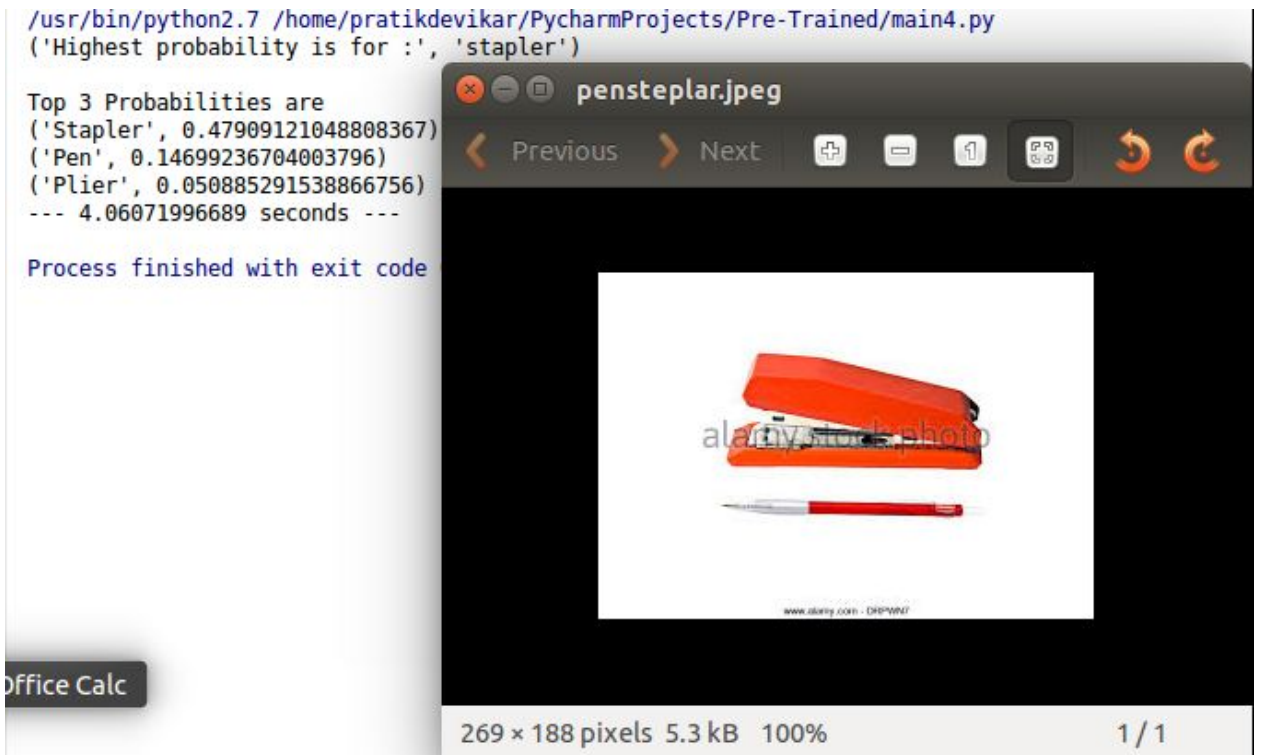 /usr/bin/python2.7 /home/pratikdevikar/PycharmProjects/Pre-Trained/main4.py
('Highest probability is for :', 'stapler')
Top 3 Probabilities are
('Stapler', 0.47909121048808367)
('Pen', 0.14699236704003796)
('Plier', 0.050885291538866756)
--- 4.06071996689 seconds ---
Process finished with exit code
pensteplar.jpeg
Previous Next
alamy stock photo
www.alamy.com - DRPWN7
Office Calc
269 × 188 pixels 5.3 kB 100% 1 / 1